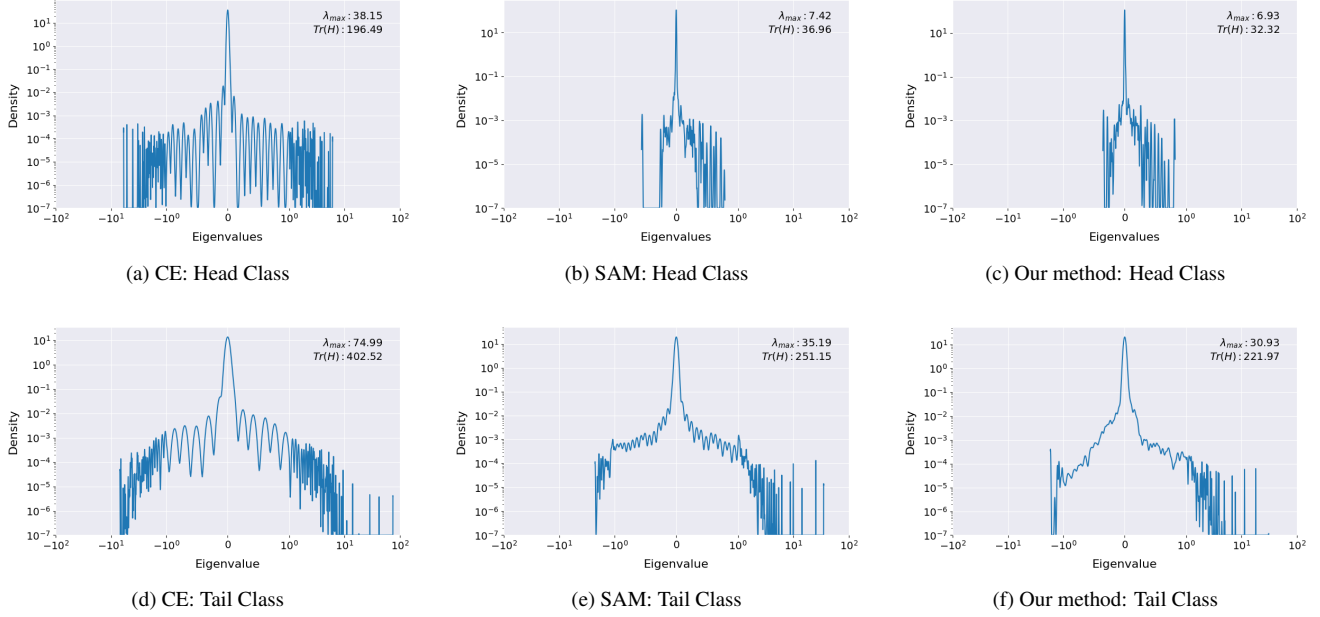 λmax : 38.15
Tr(H) : 196.49
10^1
10^0
10^-1
10^-2
10^-3
10^-4
10^-5
10^-6
10^-7
Density
−10^2 −10^1 −10^0 0 10^0 10^1 10^2
Eigenvalues
(a) CE: Head Class
λmax : 7.42
Tr(H) : 36.96
10^1
10^-1
10^-3
10^-5
10^-7
Density
−10^2 −10^1 −10^0 0 10^0 10^1 10^2
Eigenvalues
(b) SAM: Head Class
λmax : 6.93
Tr(H) : 32.32
10^1
10^-1
10^-3
10^-5
10^-7
Density
−10^2 −10^1 −10^0 0 10^0 10^1 10^2
Eigenvalues
(c) Our method: Head Class
λmax : 74.99
Tr(H) : 402.52
10^1
10^0
10^-1
10^-2
10^-3
10^-4
10^-5
10^-6
10^-7
Density
−10^2 −10^1 −10^0 0 10^0 10^1 10^2
Eigenvalue
(d) CE: Tail Class
λmax : 35.19
Tr(H) : 251.15
10^1
10^0
10^-1
10^-2
10^-3
10^-4
10^-5
10^-6
10^-7
Density
−10^2 −10^1 −10^0 0 10^0 10^1 10^2
Eigenvalue
(e) SAM: Tail Class
λmax : 30.93
Tr(H) : 221.97
10^1
10^0
10^-1
10^-2
10^-3
10^-4
10^-5
10^-6
10^-7
Density
−10^2 −10^1 −10^0 0 10^0 10^1 10^2
Eigenvalue
(f) Our method: Tail Class